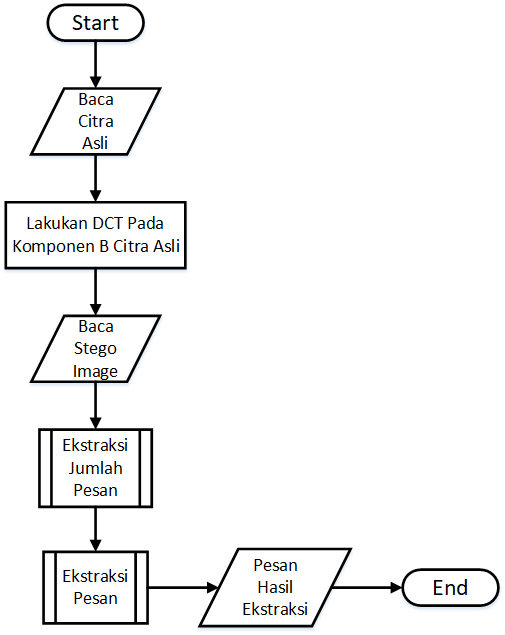 Start
Baca
Citra
Asli
Lakukan DCT Pada
Komponen B Citra Asli
Baca
Stego
Image
Ekstraksi
Jumlah
Pesan
Ekstraksi
Pesan
Pesan
Hasil
Ekstraksi
End